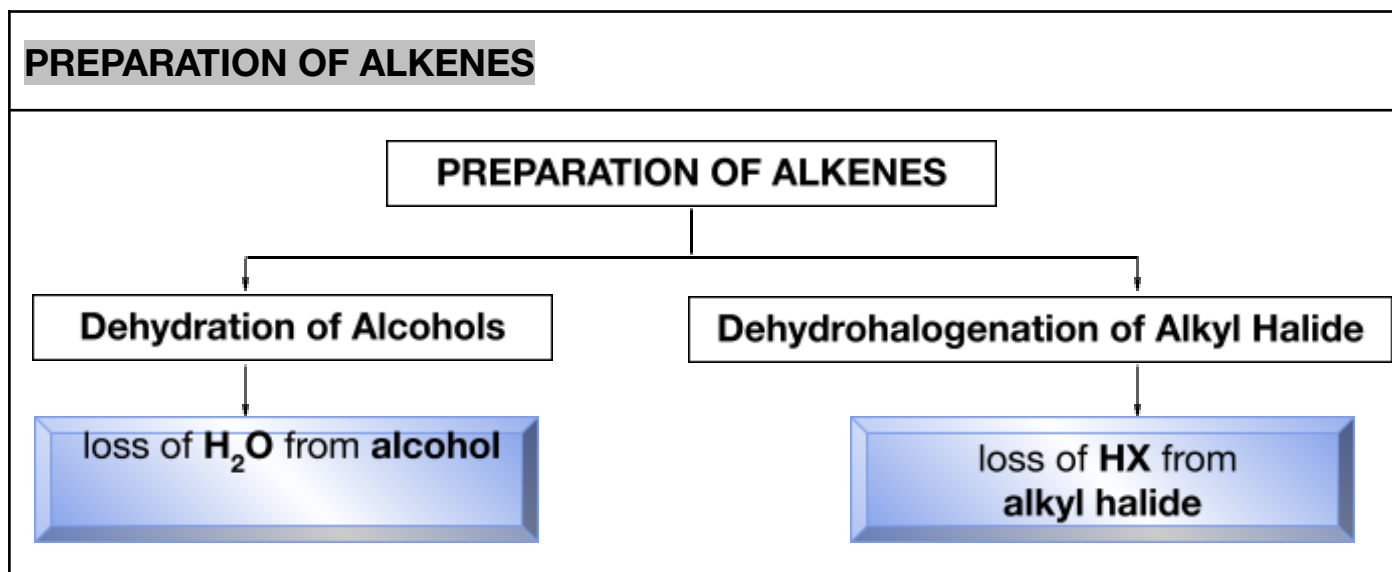 PREPARATION OF ALKENES
PREPARATION OF ALKENES
Dehydration of Alcohols
Dehydrohalogenation of Alkyl Halide
loss of H₂O from alcohol
loss of HX from
alkyl halide